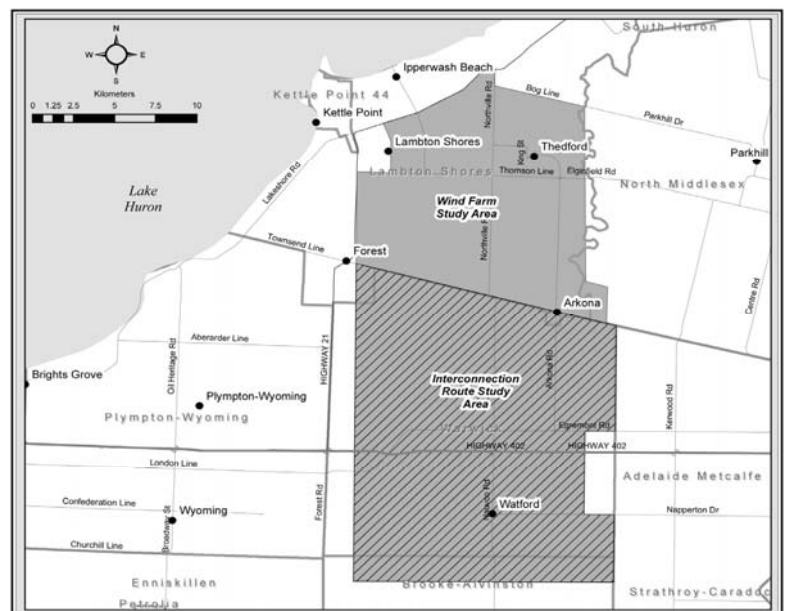 South Huron
N
W E
S
Kilometers
0 1.25 2.5 5 7.5 10
Ipperwash Beach
Kettle Point 44
Kettle Point
Northville Rd
Bog Line
Parkhill Dr
Lambton Shores
King St
Thedford
Parkhill
Lambton Shores
Thomson Line
Elginfield Rd
North Middlesex
Lakeshore Rd
Lake
Huron
Wind Farm
Study Area
Northville Rd
Townsend Line
Forest
Centre Rd
Arkona
Aberarder Line
Oil Heritage Rd
HIGHWAY 21
Arkona Rd
Brights Grove
Interconnection
Route Study
Area
Kerwood Rd
Plympton-Wyoming
Plympton-Wyoming
Warwick
Egremont Rd
HIGHWAY 402
HIGHWAY 402
London Line
Adelaide Metcalfe
Confederation Line
Forest Rd
Watford
Napperton Dr
Wyoming
Broadway St
Churchill Line
Enniskillen
Brooke-Alvinston
Strathroy-Caradoc
Petrolia